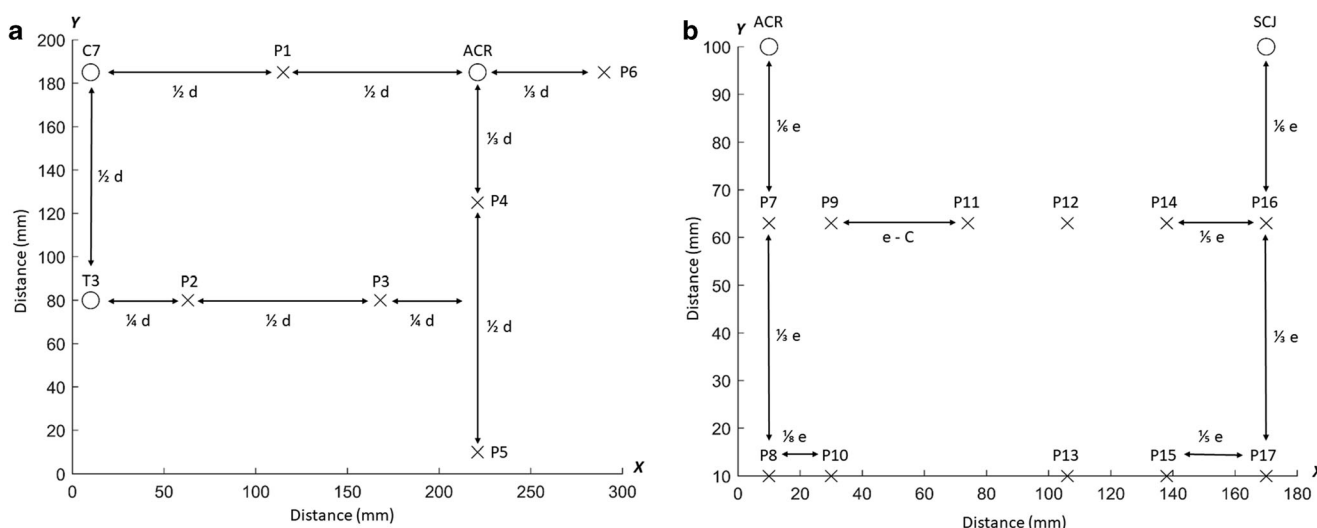 a
Y
200
180
160
140
120
100
80
60
40
20
0
Distance (mm)
C7
P1
ACR
P6
½ d
½ d
⅓ d
⅓ d
½ d
P4
T3
P2
P3
¼ d
½ d
¼ d
½ d
P5
X
0 50 100 150 200 250 300
Distance (mm)
b
Y
ACR
SCJ
100
90
80
70
60
50
40
30
20
10
Distance (mm)
⅙ e
⅙ e
P7 P9 P11 P12 P14 P16
e - C
⅕ e
⅓ e
⅓ e
⅛ e
⅕ e
P8 P10 P13 P15 P17
X
0 20 40 60 80 100 120 140 160 180
Distance (mm)